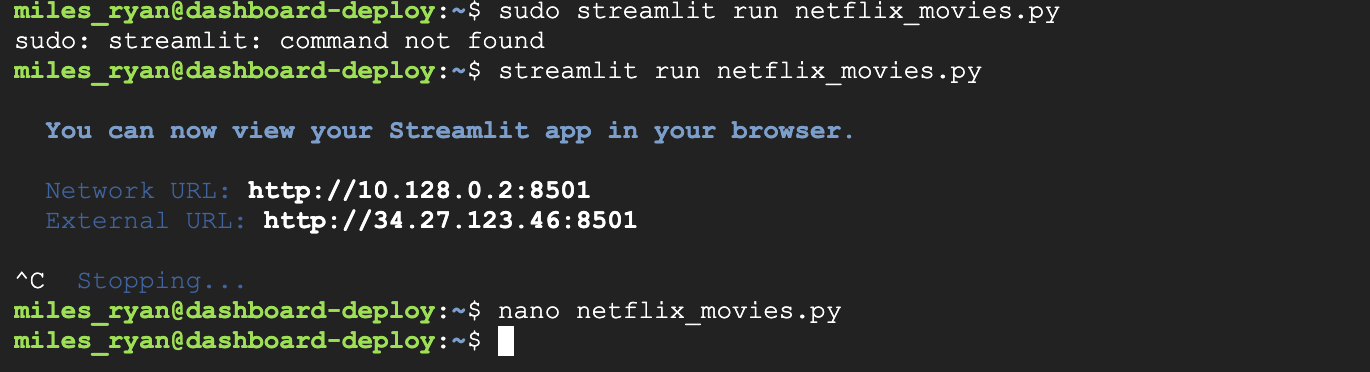 miles_ryan@dashboard-deploy:~$ sudo streamlit run netflix_movies.py
sudo: streamlit: command not found
miles_ryan@dashboard-deploy:~$ streamlit run netflix_movies.py
You can now view your Streamlit app in your browser.
Network URL: http://10.128.0.2:8501
External URL: http://34.27.123.46:8501
^C  Stopping...
miles_ryan@dashboard-deploy:~$ nano netflix_movies.py
miles_ryan@dashboard-deploy:~$